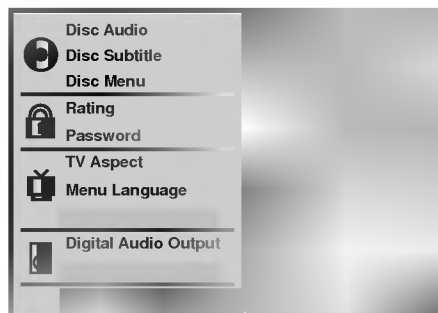 Disc Audio
Disc Subtitle
Disc Menu
Rating
Password
TV Aspect
Menu Language
Digital Audio Output